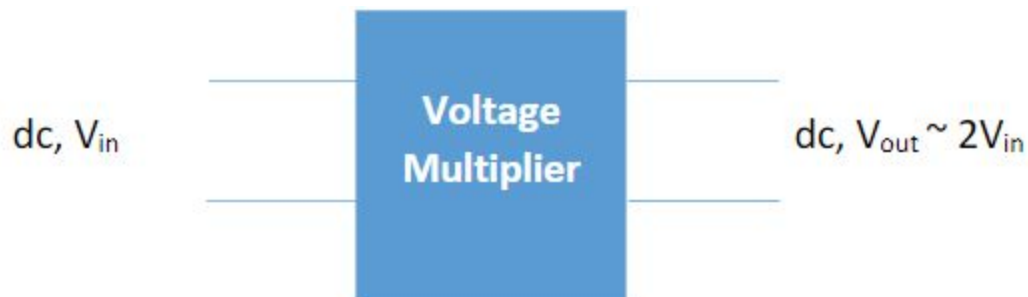 dc, Vin
Voltage
Multiplier
dc, Vout ~ 2Vin